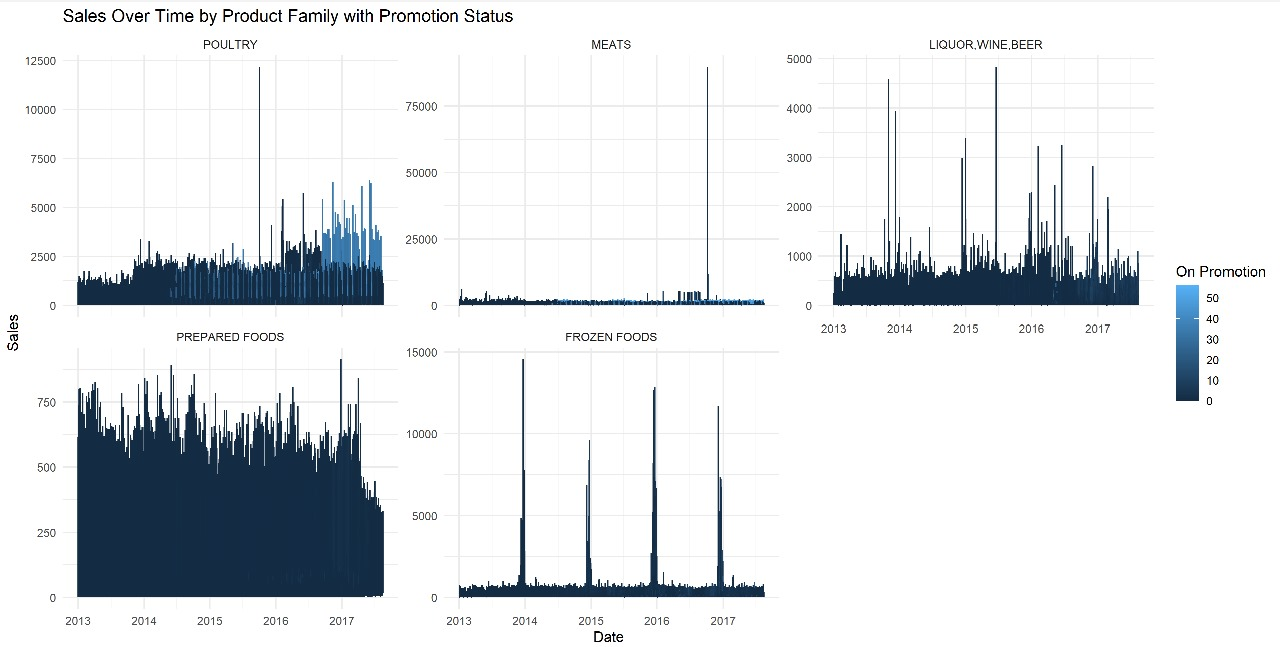 Sales Over Time by Product Family with Promotion Status
POULTRY
MEATS
LIQUOR,WINE,BEER
12500
10000
7500
5000
2500
0
75000
50000
25000
0
5000
4000
3000
2000
1000
0
2013 2014 2015 2016 2017
On Promotion
50
40
30
20
10
0
Sales
PREPARED FOODS
FROZEN FOODS
750
500
250
0
15000
10000
5000
0
2013 2014 2015 2016 2017
2013 2014 2015 2016 2017
Date